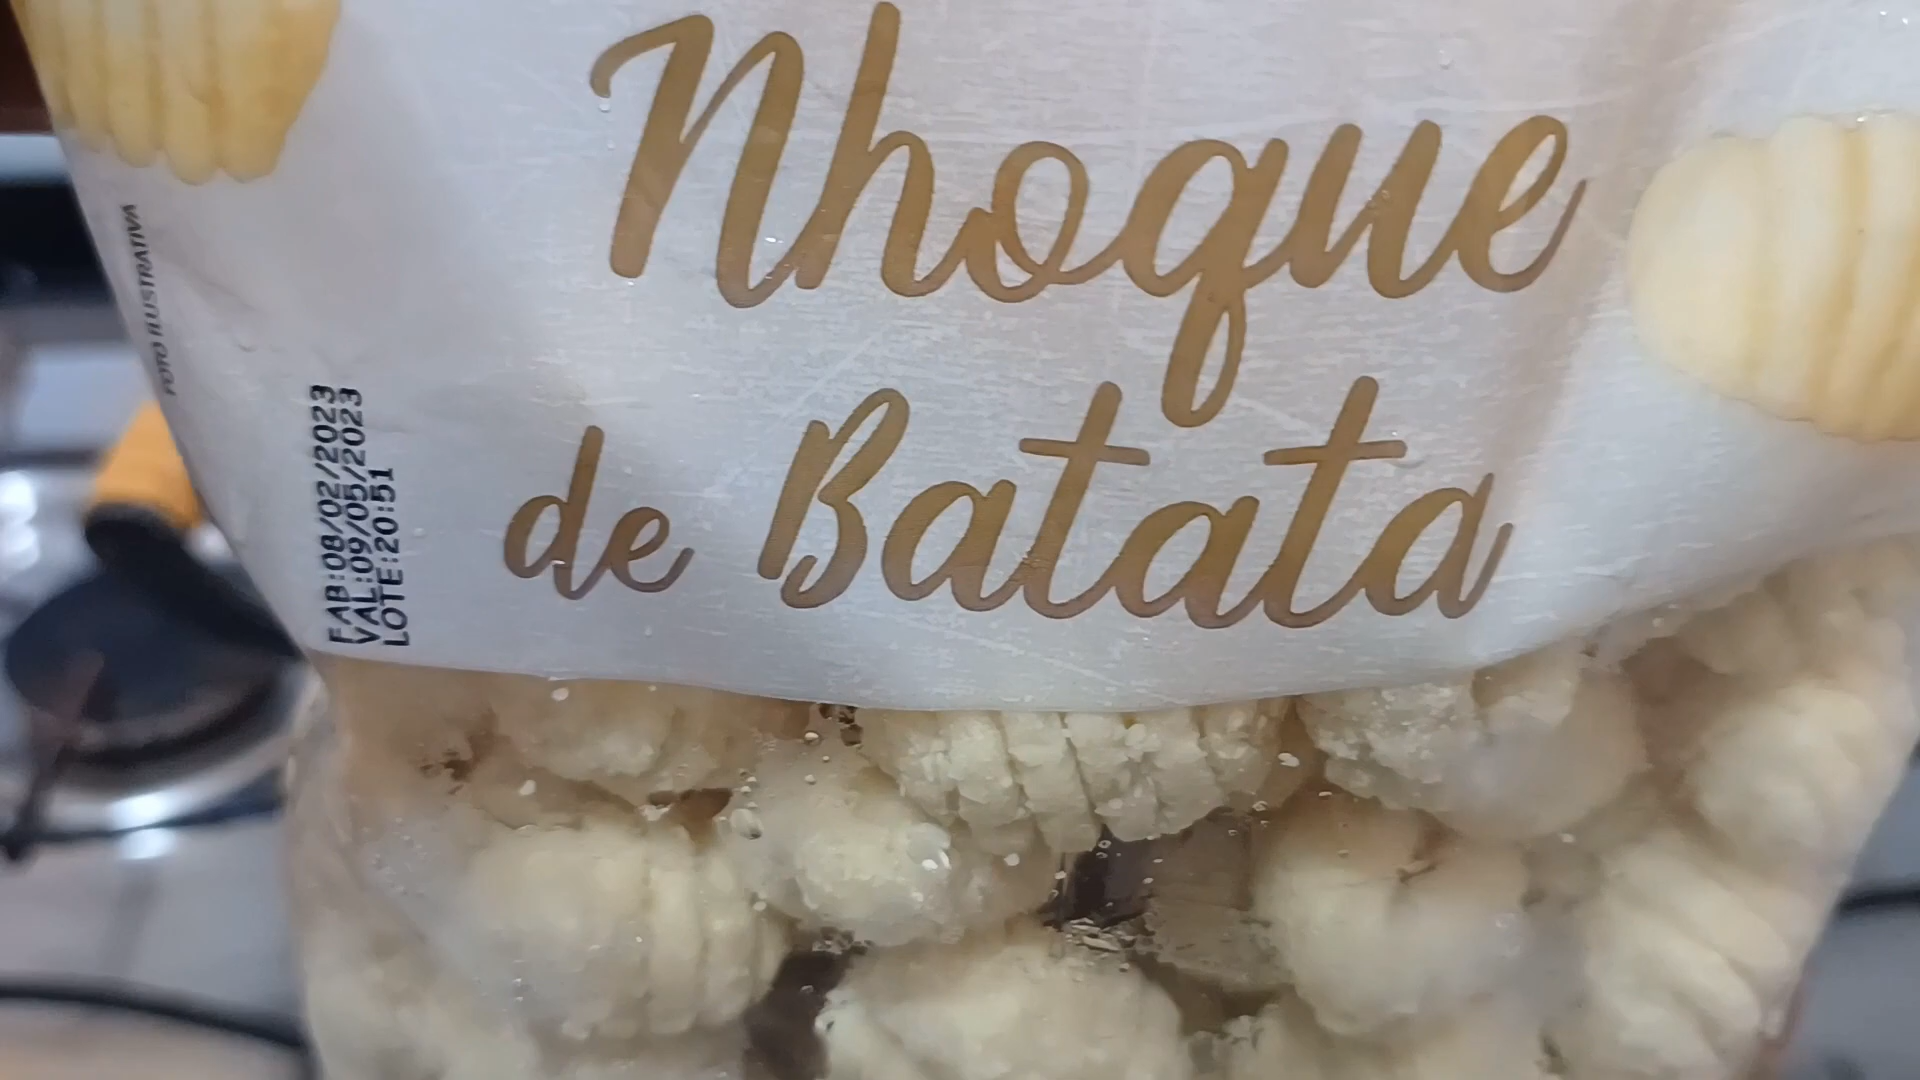 Nhoque
de Batata
FOTO ILUSTRATIVA
FAB:08/02/2023
VAL:09/05/2023
LOTE:20:51